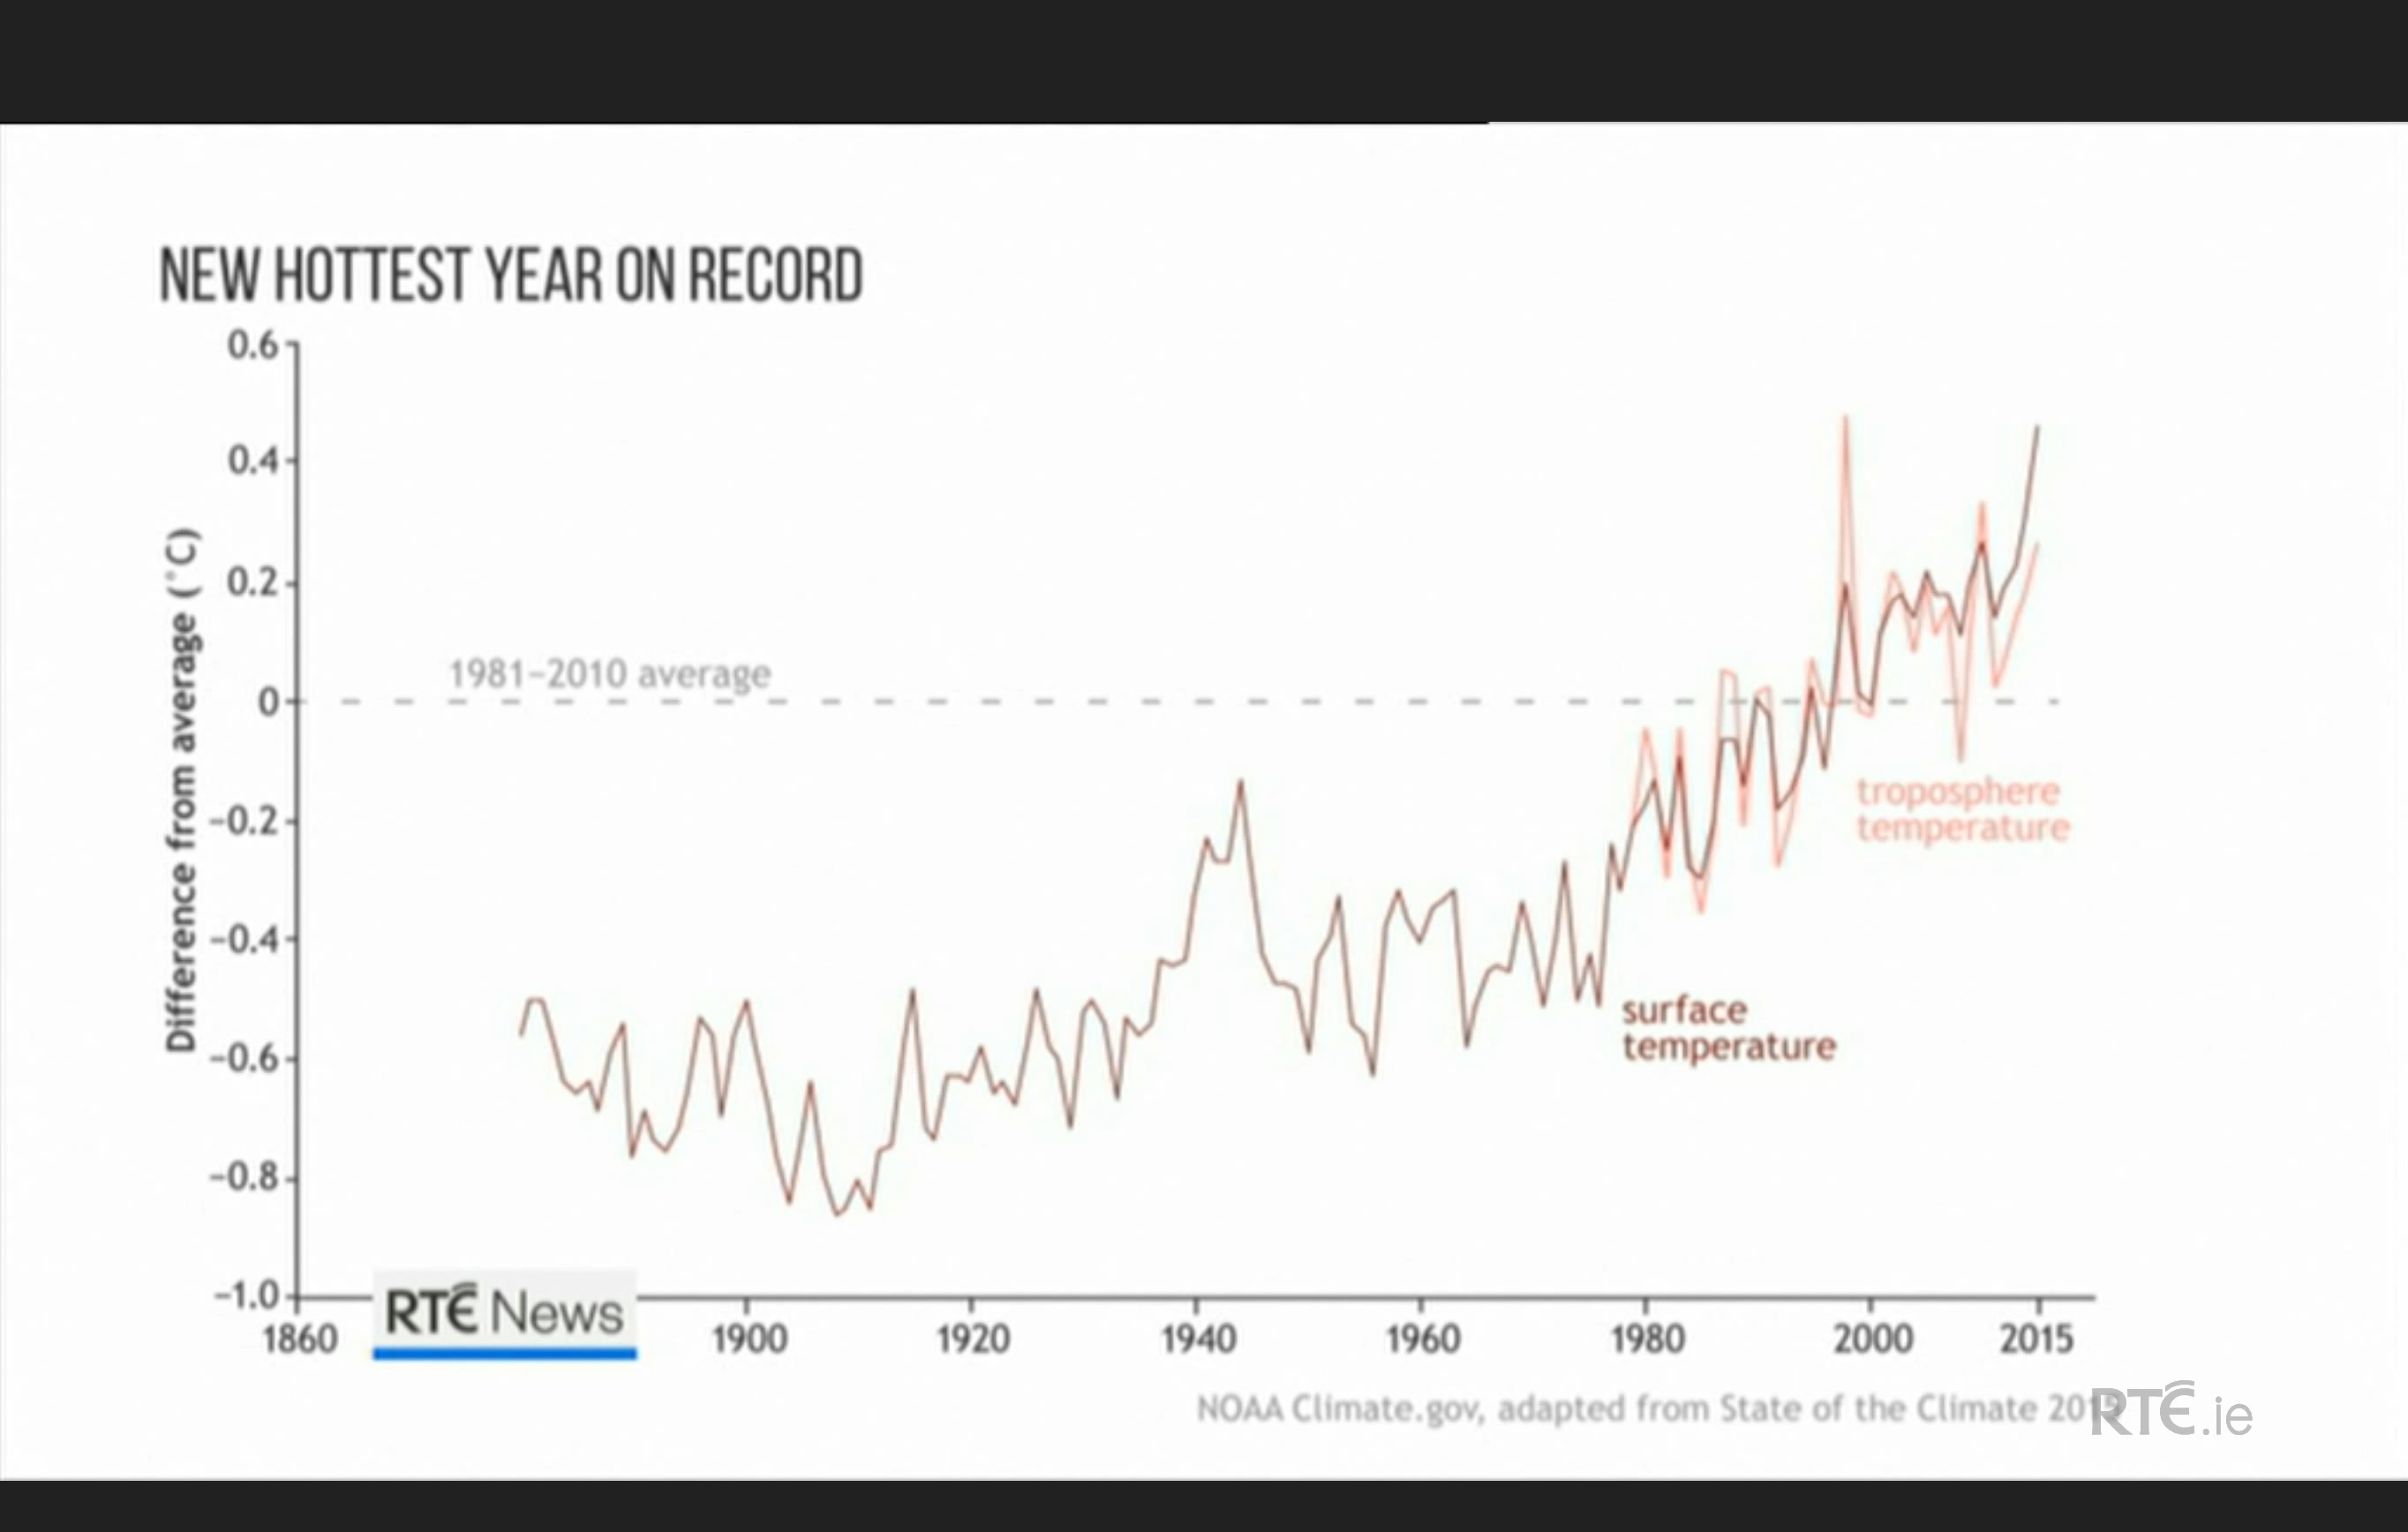 NEW HOTTEST YEAR ON RECORD
0.6
0.4
0.2
0
−0.2
−0.4
−0.6
−0.8
−1.0
Difference from average (°C)
1981−2010 average
troposphere
temperature
surface
temperature
1860
1900
1920
1940
1960
1980
2000
2015
RTÉ News
NOAA Climate.gov, adapted from State of the Climate
RTÉ.ie